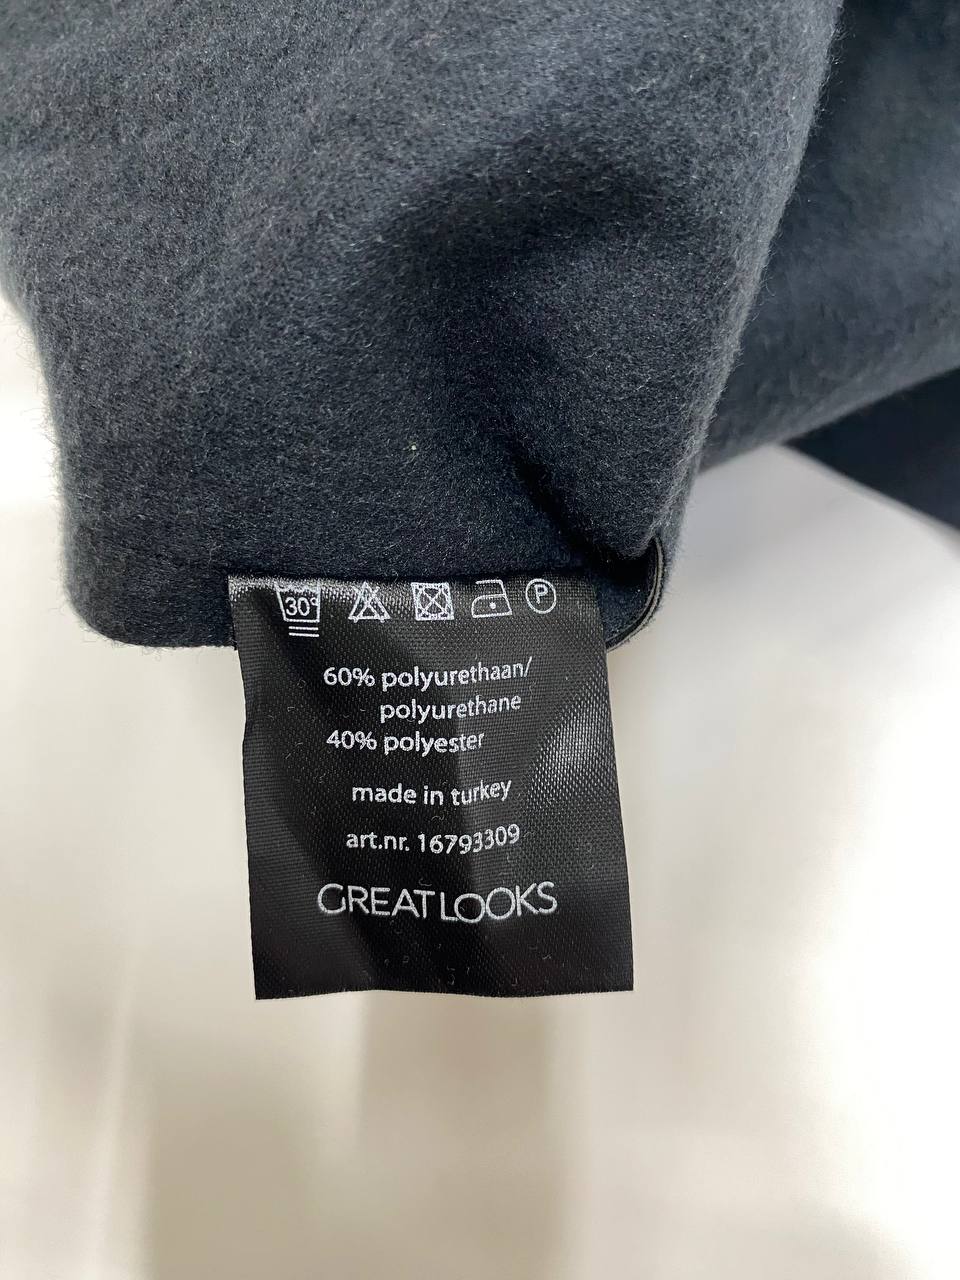 30°
P
60% polyurethaan/
polyurethane
40% polyester
made in turkey
art.nr. 16793309
GREATLOOKS